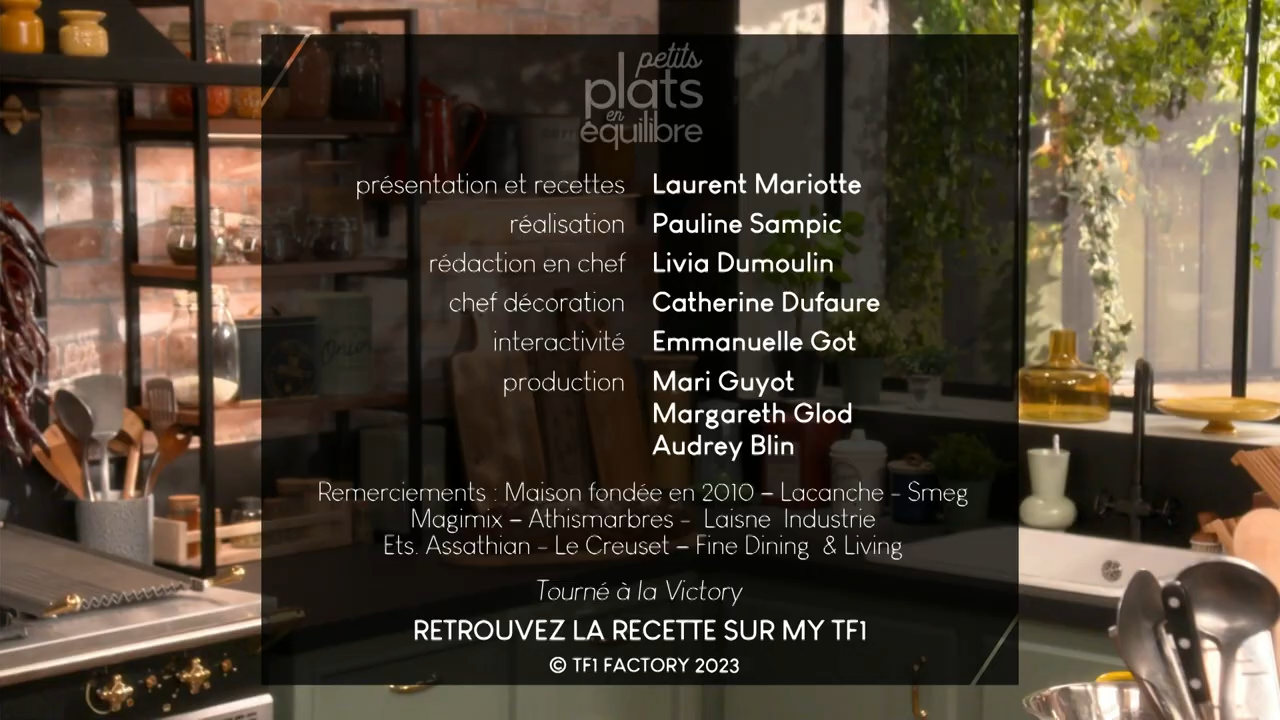 petits
plats
en
équilibre
présentation et recettes Laurent Mariotte
réalisation Pauline Sampic
rédaction en chef Livia Dumoulin
chef décoration Catherine Dufaure
interactivité Emmanuelle Got
production Mari Guyot
Margareth Glod
Audrey Blin
Remerciements : Maison fondée en 2010 – Lacanche - Smeg
Magimix – Athismarbres - Laisne Industrie
Ets. Assathian - Le Creuset – Fine Dining & Living
Tourné à la Victory
RETROUVEZ LA RECETTE SUR MY TF1
© TF1 FACTORY 2023